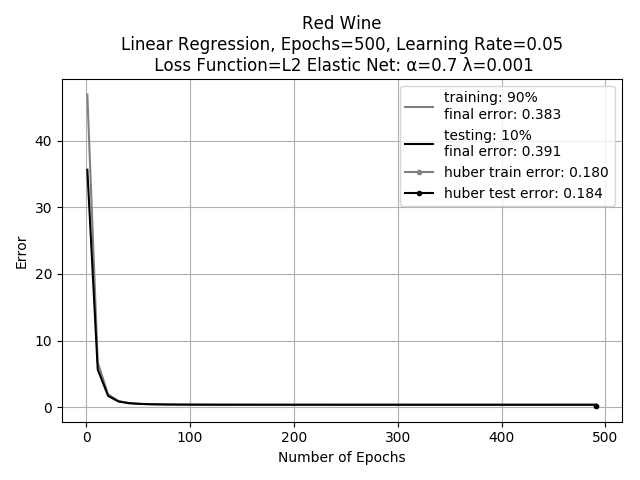 Red Wine
Linear Regression, Epochs=500, Learning Rate=0.05
Loss Function=L2 Elastic Net: α=0.7 λ=0.001
training: 90%
final error: 0.383
testing: 10%
final error: 0.391
huber train error: 0.180
huber test error: 0.184
Error
40
30
20
10
0
0 100 200 300 400 500
Number of Epochs